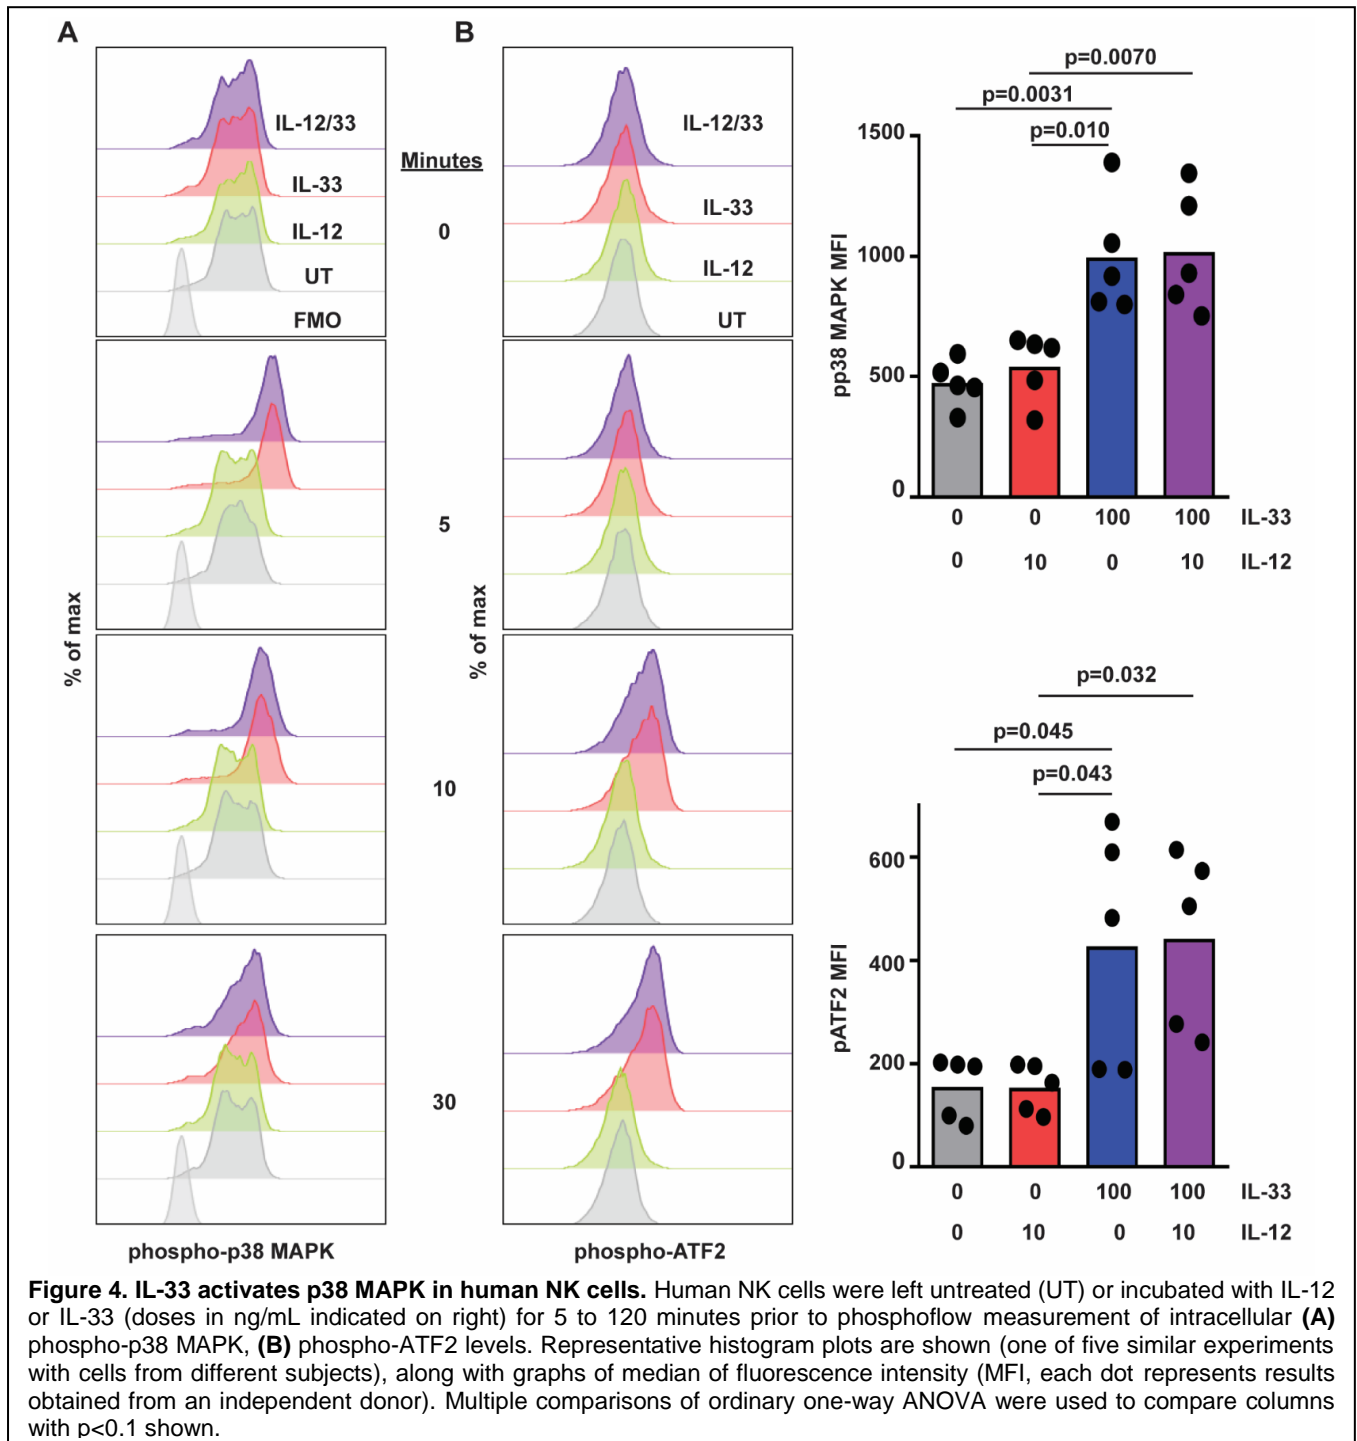 A
IL-12/33
IL-33
IL-12
UT
FMO
% of max
phospho-p38 MAPK
Minutes
0
5
10
30
B
IL-12/33
IL-33
IL-12
UT
% of max
phospho-ATF2
p=0.0070
p=0.0031
p=0.010
pp38 MAPK MFI
1500
1000
500
0
0 0 100 100 IL-33
0 10 0 10 IL-12
p=0.032
p=0.045
p=0.043
pATF2 MFI
600
400
200
0
0 0 100 100 IL-33
0 10 0 10 IL-12
Figure 4. IL-33 activates p38 MAPK in human NK cells. Human NK cells were left untreated (UT) or incubated with IL-12
or IL-33 (doses in ng/mL indicated on right) for 5 to 120 minutes prior to phosphoflow measurement of intracellular (A)
phospho-p38 MAPK, (B) phospho-ATF2 levels. Representative histogram plots are shown (one of five similar experiments
with cells from different subjects), along with graphs of median of fluorescence intensity (MFI, each dot represents results
obtained from an independent donor). Multiple comparisons of ordinary one-way ANOVA were used to compare columns
with p<0.1 shown.